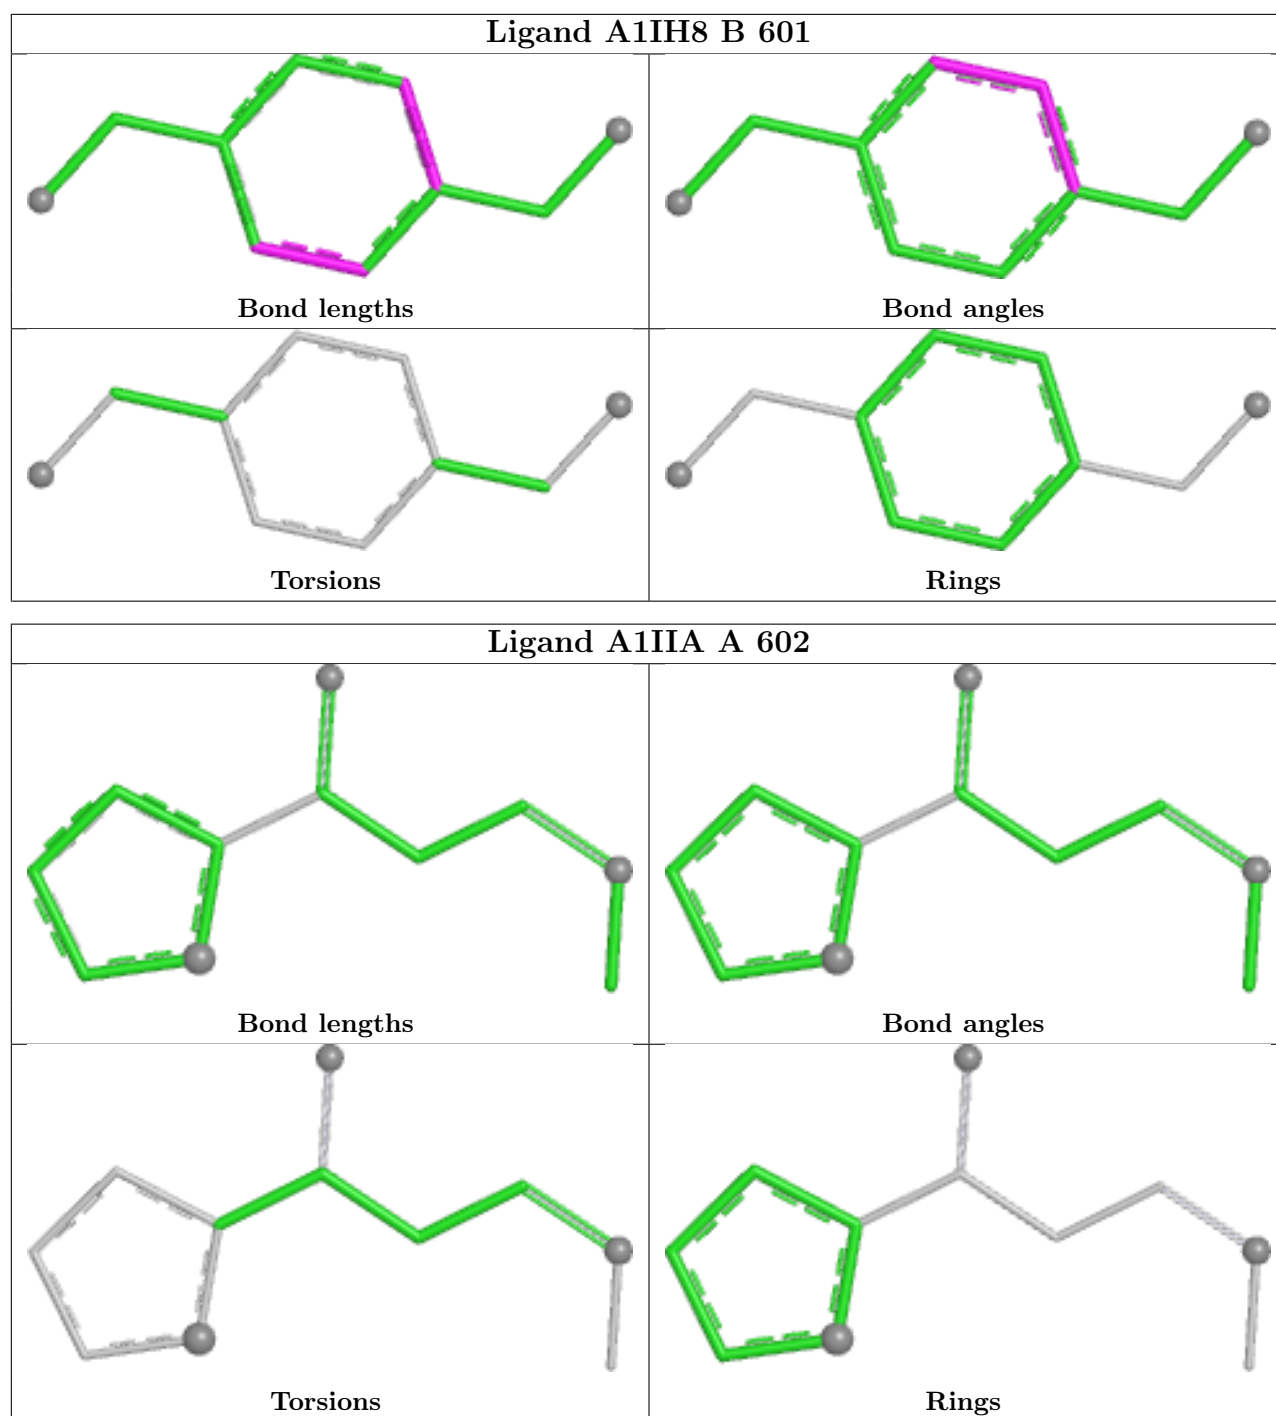 Ligand A1IH8 B 601
Bond lengths
Bond angles
Torsions
Rings
Ligand A1IIA A 602
Bond lengths
Bond angles
Torsions
Rings